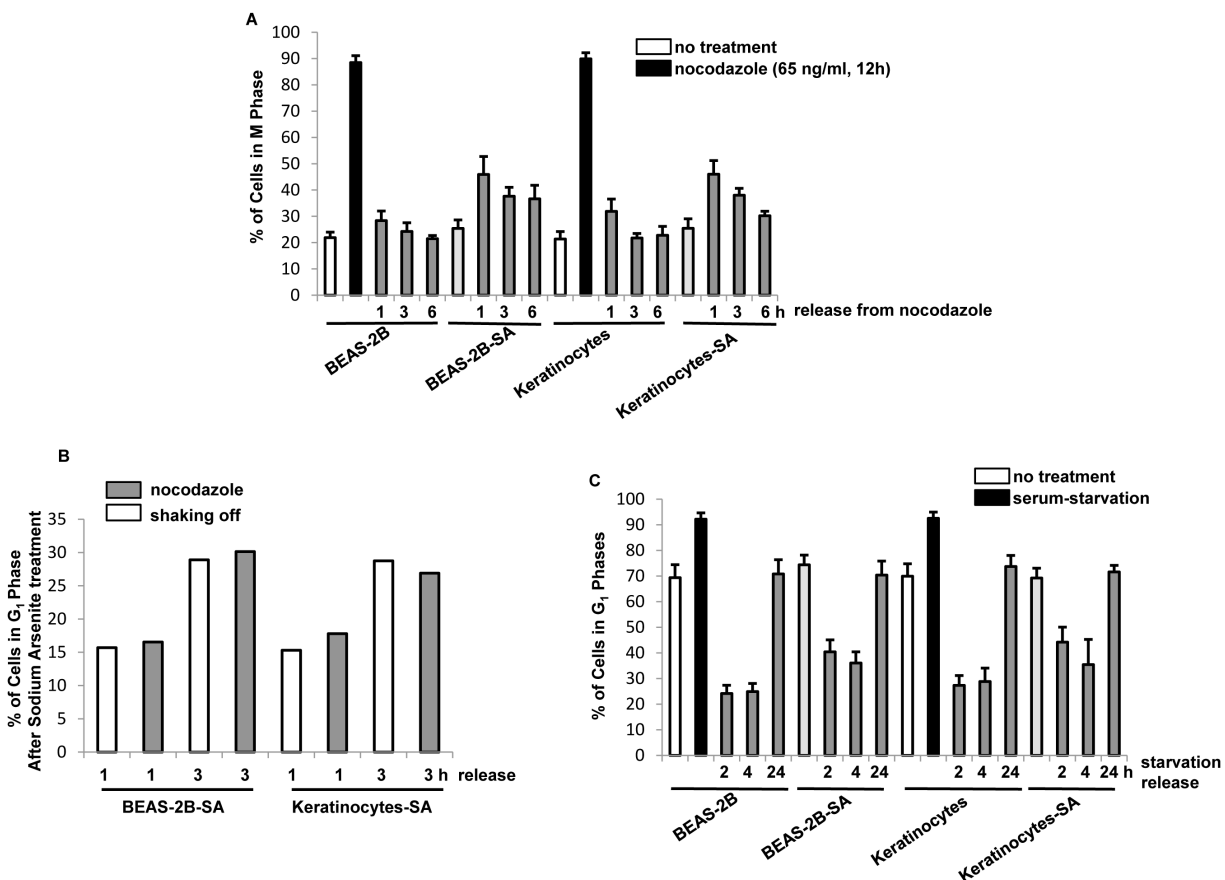 A
100
90
80
70
60
50
40
30
20
10
0
% of Cells in M Phase
no treatment
nocodazole (65 ng/ml, 12h)
1 3 6 1 3 6 1 3 6 1 3 6 h release from nocodazole
BEAS-2B
BEAS-2B-SA
Keratinocytes
Keratinocytes-SA
B
nocodazole
shaking off
35
30
25
20
15
10
5
0
% of Cells in G1 Phase
After Sodium Arsenite treatment
1 1 3 3 1 1 3 3 h release
BEAS-2B-SA Keratinocytes-SA
C
no treatment
serum-starvation
100
90
80
70
60
50
40
30
20
10
0
% of Cells in G1 Phases
2 4 24 2 4 24 2 4 24 2 4 24 h starvation
release
BEAS-2B
BEAS-2B-SA
Keratinocytes
Keratinocytes-SA